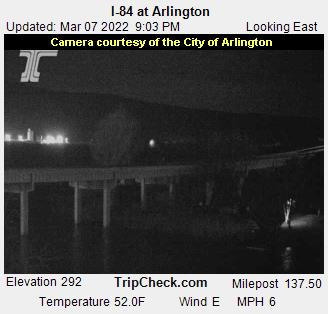 I-84 at Arlington
Updated: Mar 07 2022 9:03 PM Looking East
Camera courtesy of the City of Arlington
Elevation 292 TripCheck.com Milepost 137.50
Temperature 52.0F Wind E MPH 6